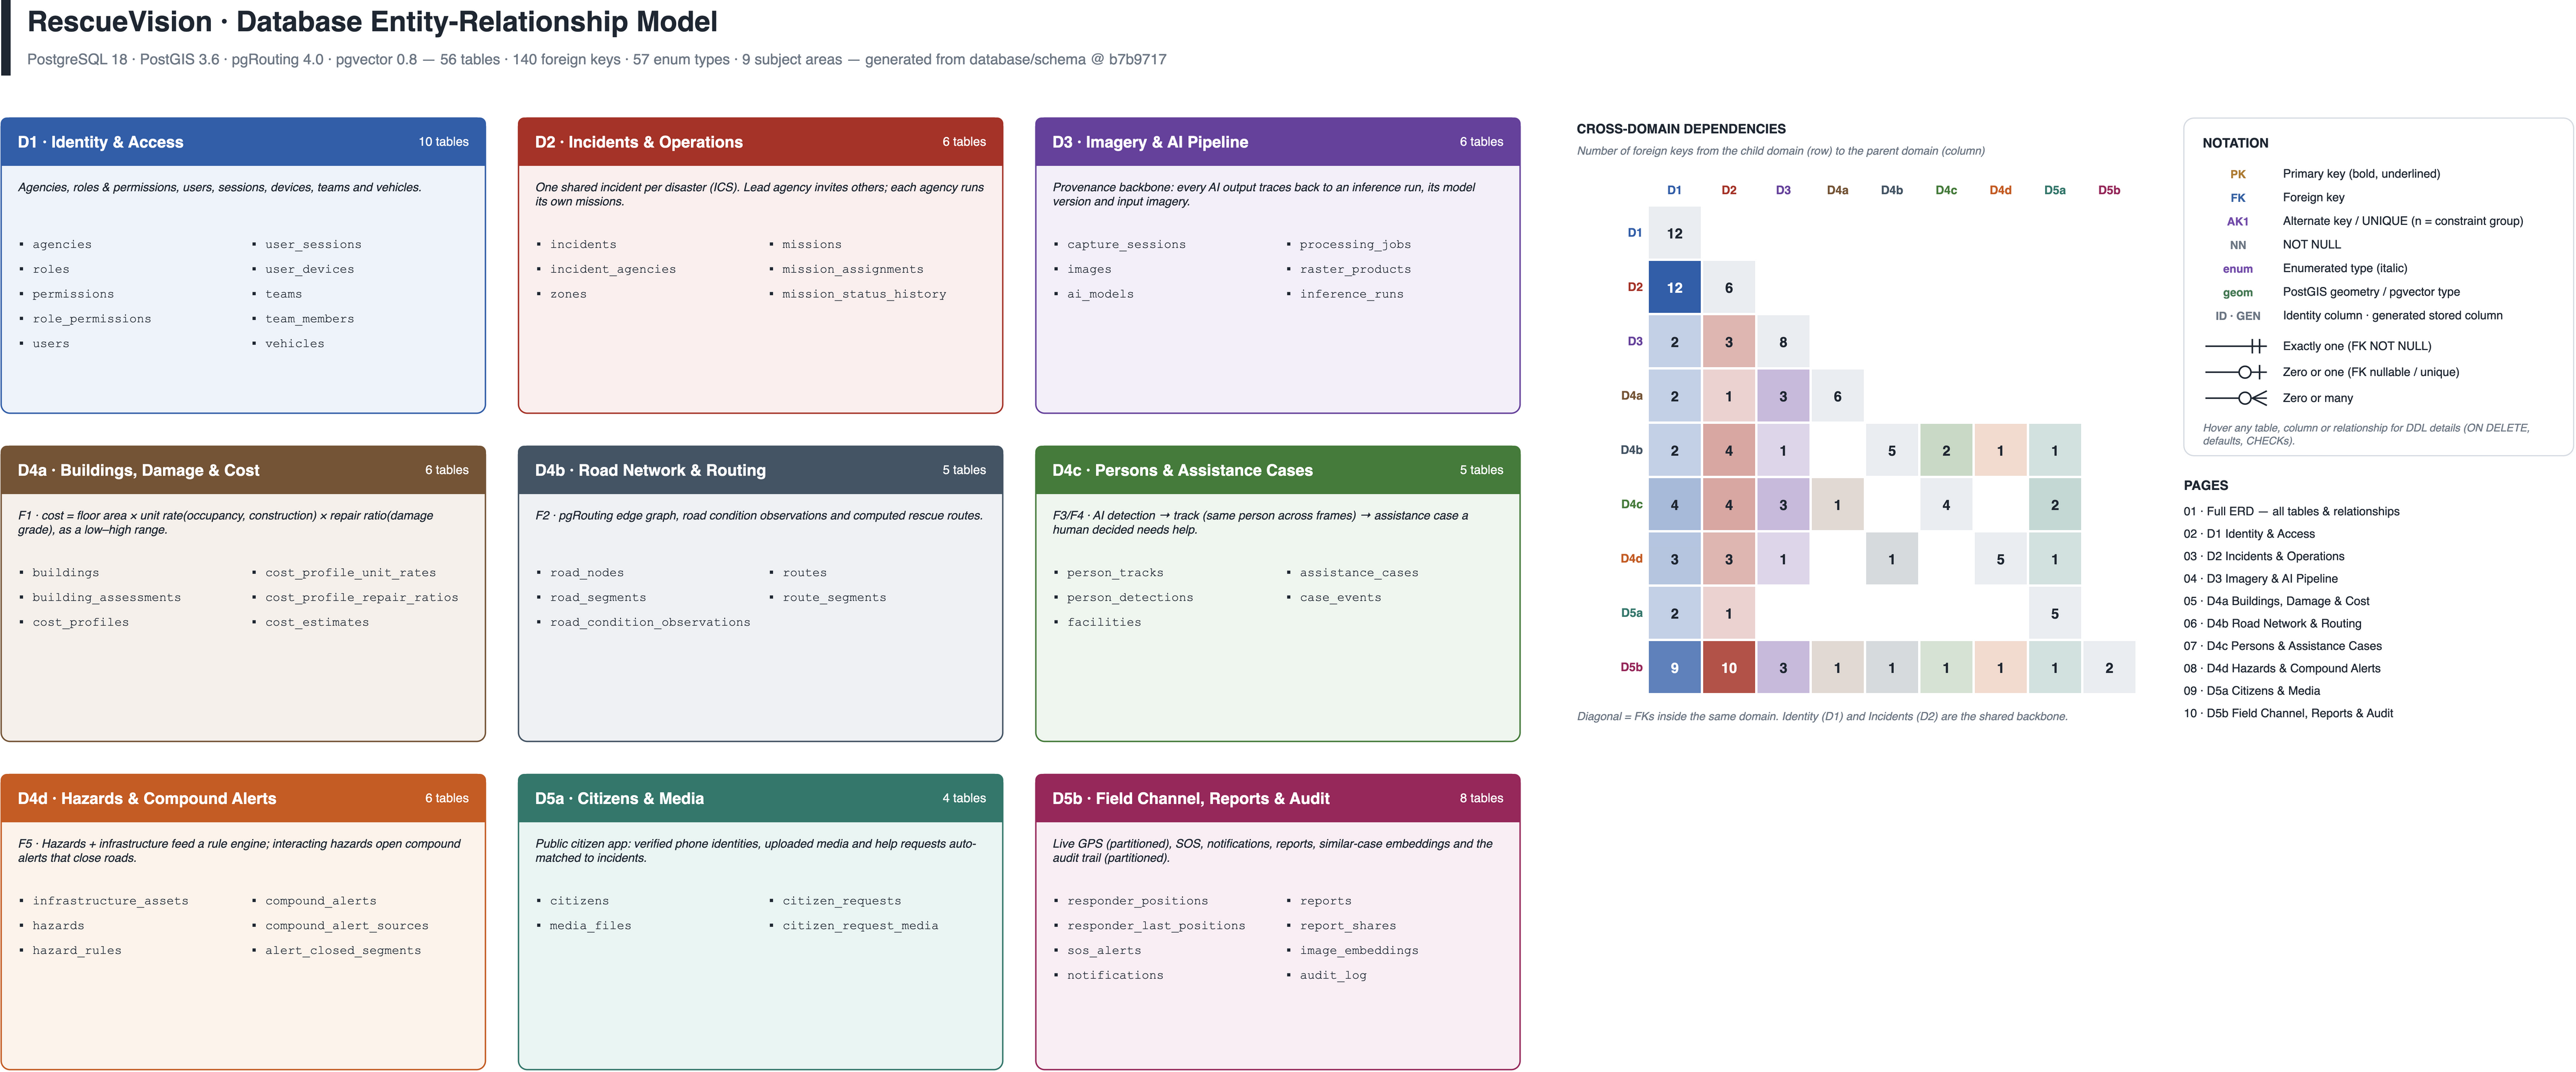 RescueVision · Database Entity-Relationship Model
PostgreSQL 18 · PostGIS 3.6 · pgRouting 4.0 · pgvector 0.8 — 56 tables · 140 foreign keys · 57 enum types · 9 subject areas — generated from database/schema @ b7b9717
D1 · Identity & Access 10 tables
Agencies, roles & permissions, users, sessions, devices, teams and vehicles.
▪ agencies ▪ user_sessions
▪ roles ▪ user_devices
▪ permissions ▪ teams
▪ role_permissions ▪ team_members
▪ users ▪ vehicles
D2 · Incidents & Operations 6 tables
One shared incident per disaster (ICS). Lead agency invites others; each agency runs
its own missions.
▪ incidents ▪ missions
▪ incident_agencies ▪ mission_assignments
▪ zones ▪ mission_status_history
D3 · Imagery & AI Pipeline 6 tables
Provenance backbone: every AI output traces back to an inference run, its model
version and input imagery.
▪ capture_sessions ▪ processing_jobs
▪ images ▪ raster_products
▪ ai_models ▪ inference_runs
D4a · Buildings, Damage & Cost 6 tables
F1 · cost = floor area × unit rate(occupancy, construction) × repair ratio(damage
grade), as a low–high range.
▪ buildings ▪ cost_profile_unit_rates
▪ building_assessments ▪ cost_profile_repair_ratios
▪ cost_profiles ▪ cost_estimates
D4b · Road Network & Routing 5 tables
F2 · pgRouting edge graph, road condition observations and computed rescue routes.
▪ road_nodes ▪ routes
▪ road_segments ▪ route_segments
▪ road_condition_observations
D4c · Persons & Assistance Cases 5 tables
F3/F4 · AI detection → track (same person across frames) → assistance case a
human decided needs help.
▪ person_tracks ▪ assistance_cases
▪ person_detections ▪ case_events
▪ facilities
D4d · Hazards & Compound Alerts 6 tables
F5 · Hazards + infrastructure feed a rule engine; interacting hazards open compound
alerts that close roads.
▪ infrastructure_assets ▪ compound_alerts
▪ hazards ▪ compound_alert_sources
▪ hazard_rules ▪ alert_closed_segments
D5a · Citizens & Media 4 tables
Public citizen app: verified phone identities, uploaded media and help requests auto-
matched to incidents.
▪ citizens ▪ citizen_requests
▪ media_files ▪ citizen_request_media
D5b · Field Channel, Reports & Audit 8 tables
Live GPS (partitioned), SOS, notifications, reports, similar-case embeddings and the
audit trail (partitioned).
▪ responder_positions ▪ reports
▪ responder_last_positions ▪ report_shares
▪ sos_alerts ▪ image_embeddings
▪ notifications ▪ audit_log
CROSS-DOMAIN DEPENDENCIES
Number of foreign keys from the child domain (row) to the parent domain (column)
D1 D2 D3 D4a D4b D4c D4d D5a D5b
D1 12
D2 12 6
D3 2 3 8
D4a 2 1 3 6
D4b 2 4 1 5 2 1 1
D4c 4 4 3 1 4 2
D4d 3 3 1 1 5 1
D5a 2 1 5
D5b 9 10 3 1 1 1 1 1 2
Diagonal = FKs inside the same domain. Identity (D1) and Incidents (D2) are the shared backbone.
NOTATION
PK Primary key (bold, underlined)
FK Foreign key
AK1 Alternate key / UNIQUE (n = constraint group)
NN NOT NULL
enum Enumerated type (italic)
geom PostGIS geometry / pgvector type
ID · GEN Identity column · generated stored column
Exactly one (FK NOT NULL)
Zero or one (FK nullable / unique)
Zero or many
Hover any table, column or relationship for DDL details (ON DELETE,
defaults, CHECKs).
PAGES
01 · Full ERD — all tables & relationships
02 · D1 Identity & Access
03 · D2 Incidents & Operations
04 · D3 Imagery & AI Pipeline
05 · D4a Buildings, Damage & Cost
06 · D4b Road Network & Routing
07 · D4c Persons & Assistance Cases
08 · D4d Hazards & Compound Alerts
09 · D5a Citizens & Media
10 · D5b Field Channel, Reports & Audit